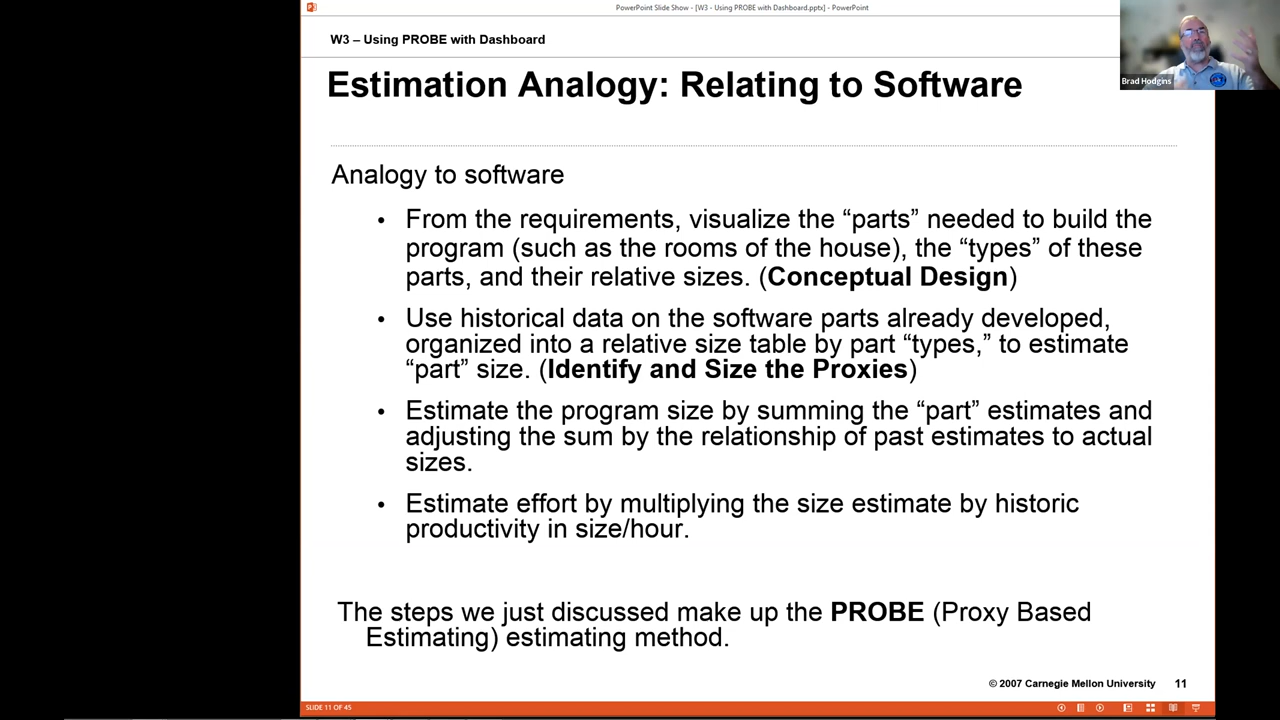 PowerPoint Slide Show - [W3 - Using PROBE with Dashboard.pptx] - PowerPoint
W3 – Using PROBE with Dashboard
Brad Hodgins
Estimation Analogy: Relating to Software
Analogy to software
• From the requirements, visualize the “parts” needed to build the
program (such as the rooms of the house), the “types” of these
parts, and their relative sizes. (Conceptual Design)
• Use historical data on the software parts already developed,
organized into a relative size table by part “types,” to estimate
“part” size. (Identify and Size the Proxies)
• Estimate the program size by summing the “part” estimates and
adjusting the sum by the relationship of past estimates to actual
sizes.
• Estimate effort by multiplying the size estimate by historic
productivity in size/hour.
The steps we just discussed make up the PROBE (Proxy Based
Estimating) estimating method.
© 2007 Carnegie Mellon University 11
SLIDE 11 OF 45